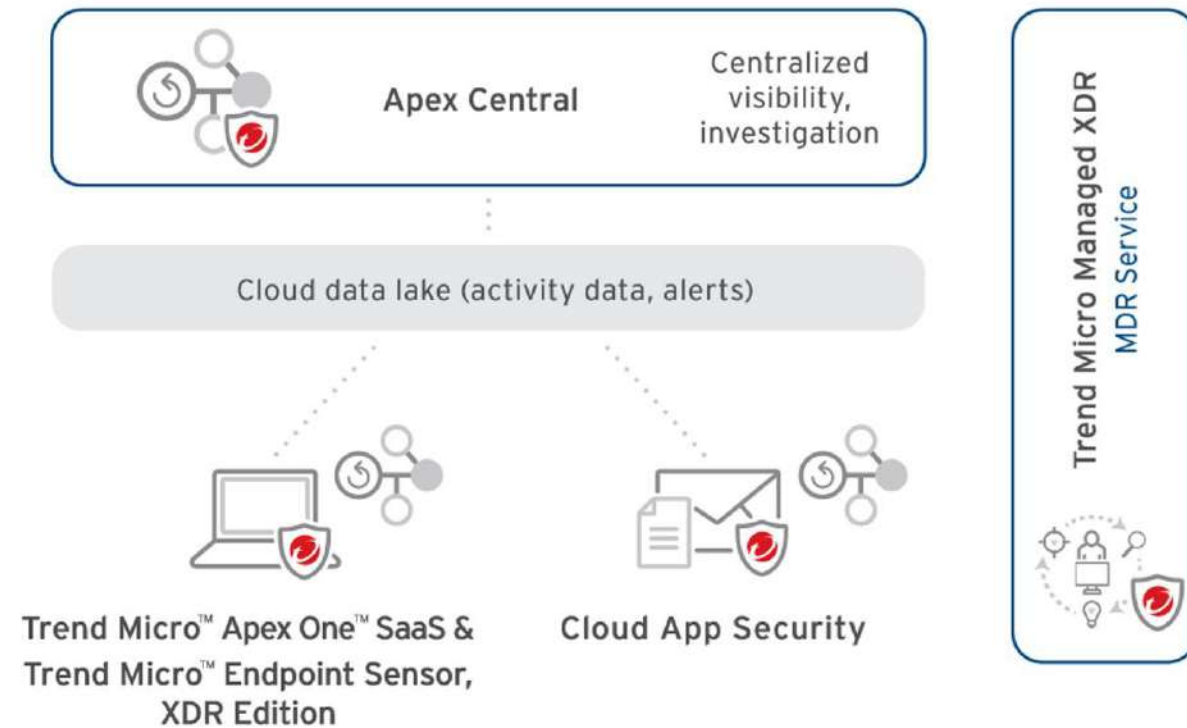 Apex Central
Centralized
visibility,
investigation
Cloud data lake (activity data, alerts)
Trend Micro™ Apex One™ SaaS &
Trend Micro™ Endpoint Sensor,
XDR Edition
Cloud App Security
Trend Micro Managed XDR
MDR Service